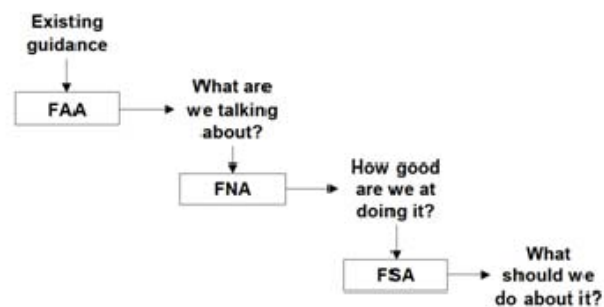 Existing
guidance
FAA
What are
we talking
about?
FNA
How good
are we at
doing it?
FSA
What
should we
do about it?